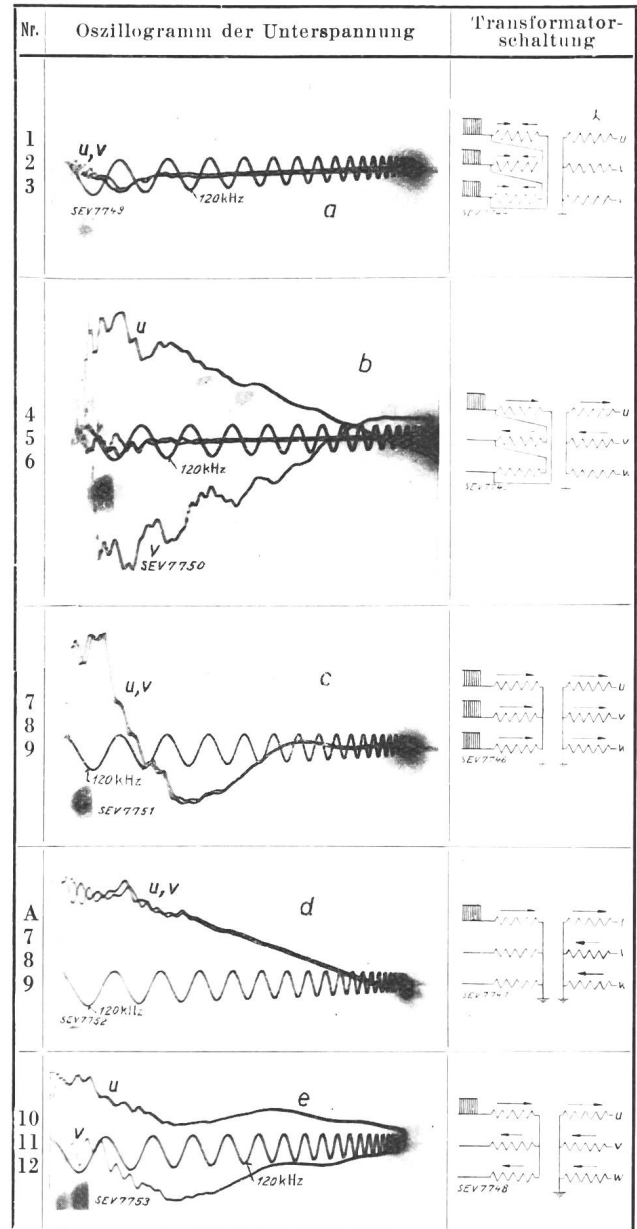 Nr.
Oszillogramm der Unterspannung
Transformator-
schaltung
1
2
3
u, v
SEV7749
120kHz
a
u
4
5
6
u
b
120kHz
v
SEV7750
u
v
7
8
9
u,v
c
120kHz
SEV7751
u
v
SEV7746
A
7
8
9
u,v
d
120kHz
SEV7752
SEV7747
10
11
12
u
e
v
120kHz
SEV7753
u
v
w
SEV7748